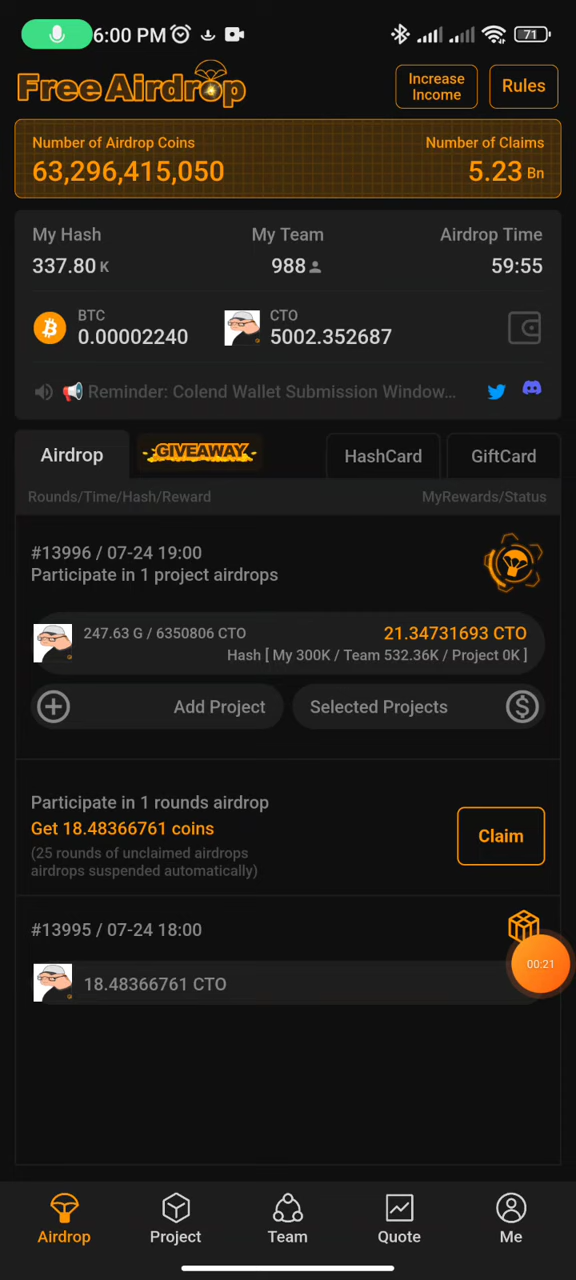 6:00 PM
71
Free Airdrop
Increase
Income
Rules
Number of Airdrop Coins
Number of Claims
63,296,415,050
5.23 Bn
My Hash
My Team
Airdrop Time
337.80 K
988
59:55
BTC
0.00002240
CTO
5002.352687
Reminder: Colend Wallet Submission Window...
Airdrop
GIVEAWAY
HashCard
GiftCard
Rounds/Time/Hash/Reward
MyRewards/Status
#13996 / 07-24 19:00
Participate in 1 project airdrops
247.63 G / 6350806 CTO
21.34731693 CTO
Hash [ My 300K / Team 532.36K / Project 0K ]
Add Project
Selected Projects
Participate in 1 rounds airdrop
Get 18.48366761 coins
(25 rounds of unclaimed airdrops
airdrops suspended automatically)
Claim
#13995 / 07-24 18:00
00:21
18.48366761 CTO
Airdrop
Project
Team
Quote
Me